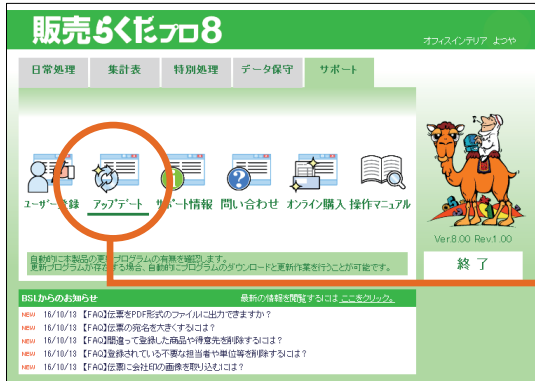 販売らくだプロ8
オフィスインテリア よつや
日常処理 集計表 特別処理 データ保守 サポート
ユーザー登録 アップデート サポート情報 問い合わせ オンライン購入 操作マニュアル
Ver.8.00 Rev.1.00
終了
自動的に本製品の更新プログラムの有無を確認します。
更新プログラムが存在する場合、自動的にプログラムのダウンロードと更新作業を行うことが可能です。
BSLからのお知らせ 最新の情報を閲覧するには ここをクリック。
NEW 16/10/13 【FAQ】伝票をPDF形式のファイルに出力できますか?
NEW 16/10/13 【FAQ】伝票の宛名を大きくするには?
NEW 16/10/13 【FAQ】間違って登録した商品や得意先を削除するには?
NEW 16/10/13 【FAQ】登録されている不要な担当者や単位等を削除するには?
NEW 16/10/13 【FAQ】伝票に会社印の画像を取り込むには?